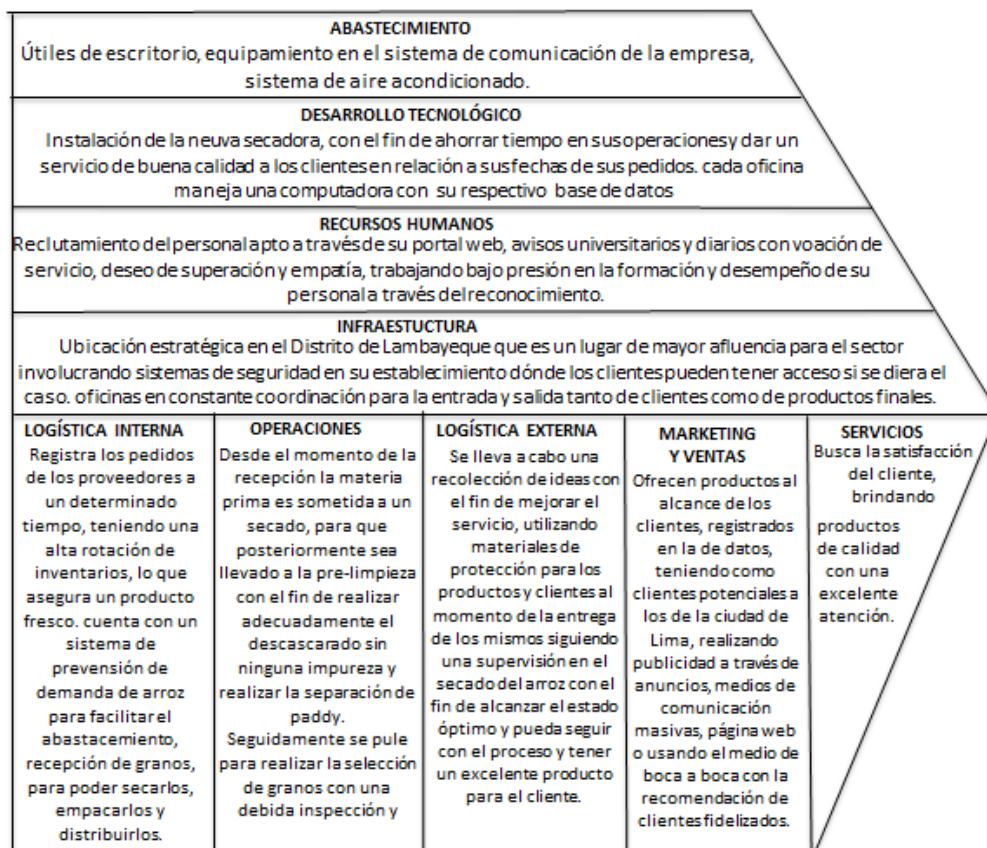 ABASTECIMIENTO
Útiles de escritorio, equipamiento en el sistema de comunicación de la empresa,
sistema de aire acondicionado.
DESARROLLO TECNOLÓGICO
Instalación de la neuva secadora, con el fin de ahorrar tiempo en sus operaciones y dar un
servicio de buena calidad a los clientes en relación a sus fechas de sus pedidos. cada oficina
maneja una computadora con su respectivo base de datos
RECURSOS HUMANOS
Reclutamiento del personal apto a través de su portal web, avisos universitarios y diarios con voación de
servicio, deseo de superación y empatía, trabajando bajo presión en la formación y desempeño de su
personal a través del reconocimiento.
INFRAESTUCTURA
Ubicación estratégica en el Distrito de Lambayeque que es un lugar de mayor afluencia para el sector
involucrando sistemas de seguridad en su establecimiento dónde los clientes pueden tener acceso si se diera el
caso. oficinas en constante coordinación para la entrada y salida tanto de clientes como de productos finales.
LOGÍSTICA INTERNA
Registra los pedidos
de los proveedores a
un determinado
tiempo, teniendo una
alta rotación de
inventarios, lo que
asegura un producto
fresco. cuenta con un
sistema de
prevención de
demanda de arroz
para facilitar el
abastacemiento,
recepción de granos,
para poder secarlos,
empacarlos y
distribuirlos.
OPERACIONES
Desde el momento de la
recepción la materia
prima es sometida a un
secado, para que
posteriormente sea
llevado a la pre-limpieza
con el fin de realizar
adecuadamente el
descascarado sin
ninguna impureza y
realizar la separación de
paddy.
Seguidamente se pule
para realizar la selección
de granos con una
debida inspección y
LOGÍSTICA EXTERNA
Se lleva a cabo una
recolección de ideas con
el fin de mejorar el
servicio, utilizando
materiales de
protección para los
productos y clientes al
momento de la entrega
de los mismos siguiendo
una supervisión en el
secado del arroz con el
fin de alcanzar el estado
óptimo y pueda seguir
con el proceso y tener
un excelente producto
para el cliente.
MARKETING
Y VENTAS
Ofrecen productos al
alcance de los
clientes, registrados
en la de datos,
teniendo como
clientes potenciales a
los de la ciudad de
Lima, realizando
publicidad a través de
anuncios, medios de
comunicación
masivas, página web
o usando el medio de
boca a boca con la
recomendación de
clientes fidelizados.
SERVICIOS
Busca la satisfacción
del cliente,
brindando
productos
de calidad
con una
excelente
atención.